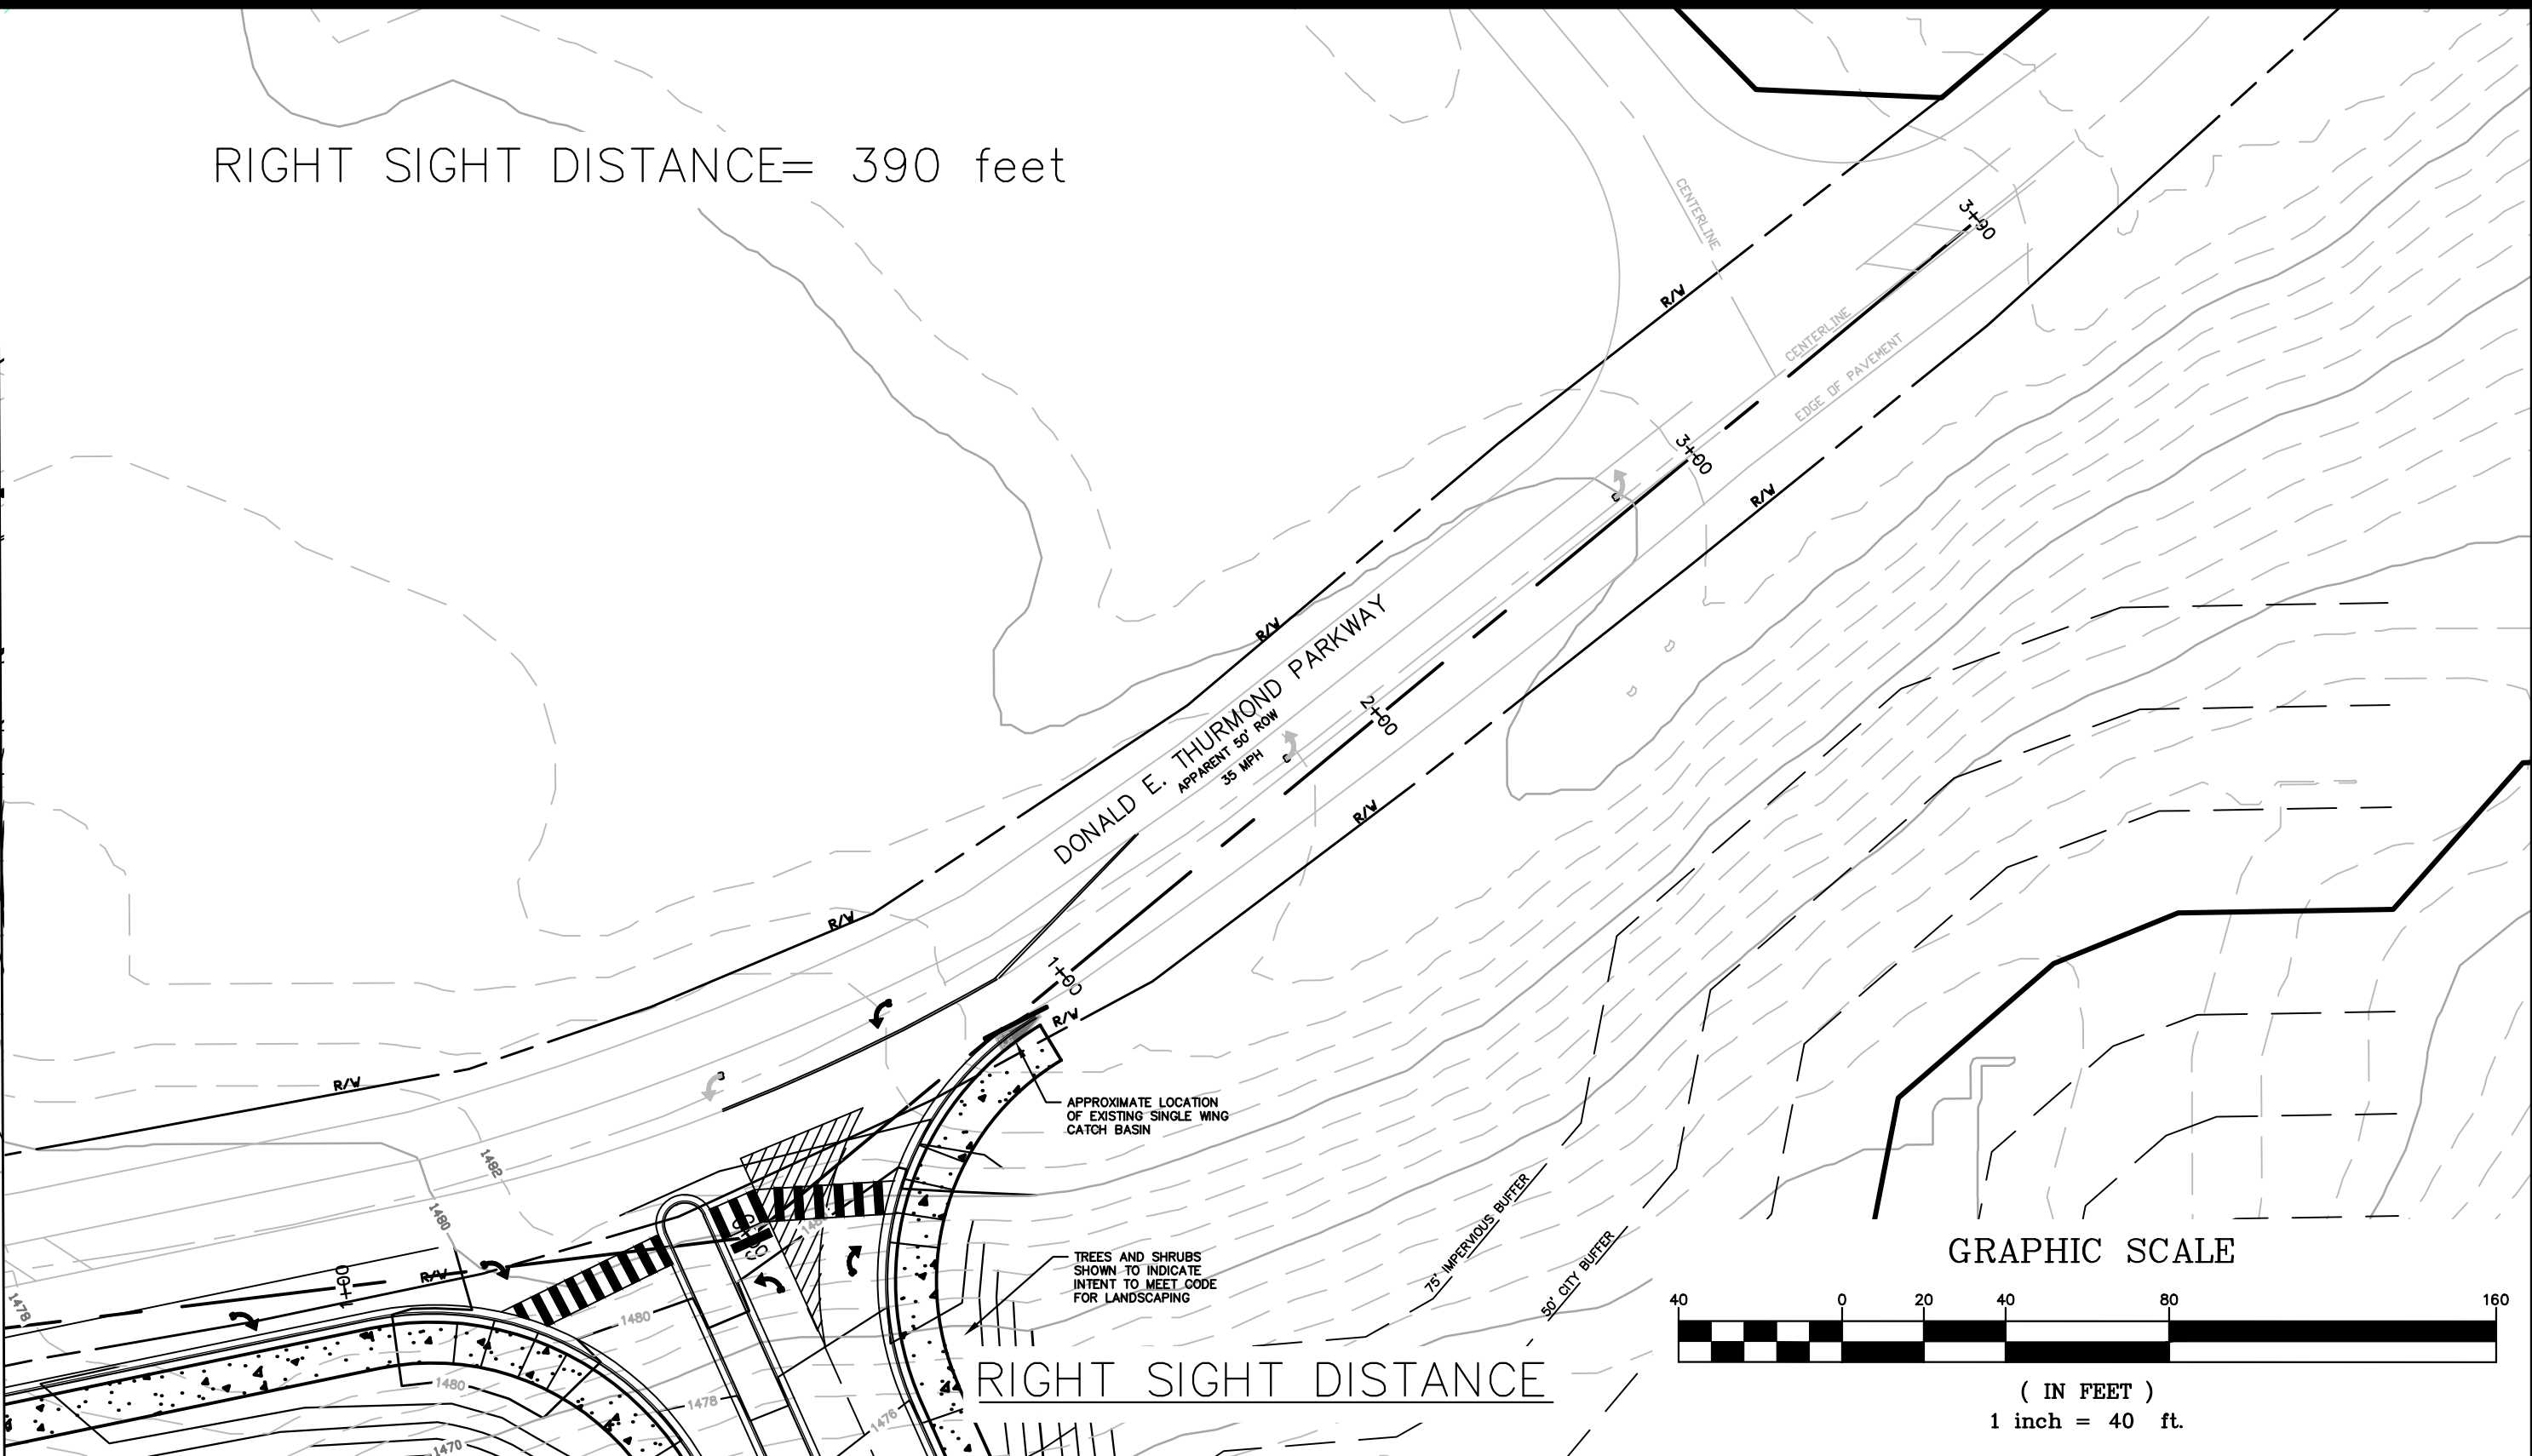 RIGHT SIGHT DISTANCE= 390 feet
CENTERLINE
3+90
R/W
CENTERLINE
EDGE OF PAVEMENT
3+00
R/W
R/W
DONALD E. THURMOND PARKWAY
APPARENT 50' ROW
35 MPH
2+00
R/W
R/W
1+00
R/W
R/W
APPROXIMATE LOCATION
OF EXISTING SINGLE WING
CATCH BASIN
1482
1480
1478
1+00
R/W
0+00
TREES AND SHRUBS
SHOWN TO INDICATE
INTENT TO MEET CODE
FOR LANDSCAPING
75' IMPERVIOUS BUFFER
50' CITY BUFFER
1480
1480
1478
1476
1470
RIGHT SIGHT DISTANCE
GRAPHIC SCALE
40 0 20 40 80 160
( IN FEET )
1 inch = 40 ft.